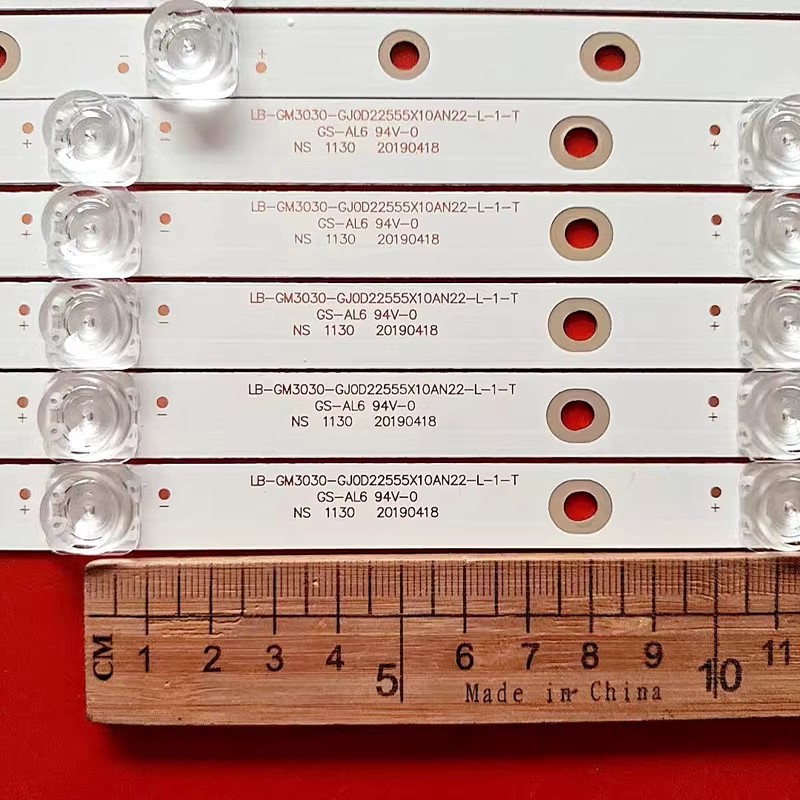 LB-GM3030-GJ0D22555X10AN22-L-1-T
GS-AL6 94V-0
NS 1130 20190418
LB-GM3030-GJ0D22555X10AN22-L-1-T
GS-AL6 94V-0
NS 1130 20190418
LB-GM3030-GJ0D22555X10AN22-L-1-T
GS-AL6 94V-0
NS 1130 20190418
LB-GM3030-GJ0D22555X10AN22-L-1-T
GS-AL6 94V-0
NS 1130 20190418
LB-GM3030-GJ0D22555X10AN22-L-1-T
GS-AL6 94V-0
NS 1130 20190418
CM 1 2 3 4 5 6 7 8 9 10 11
Made in China